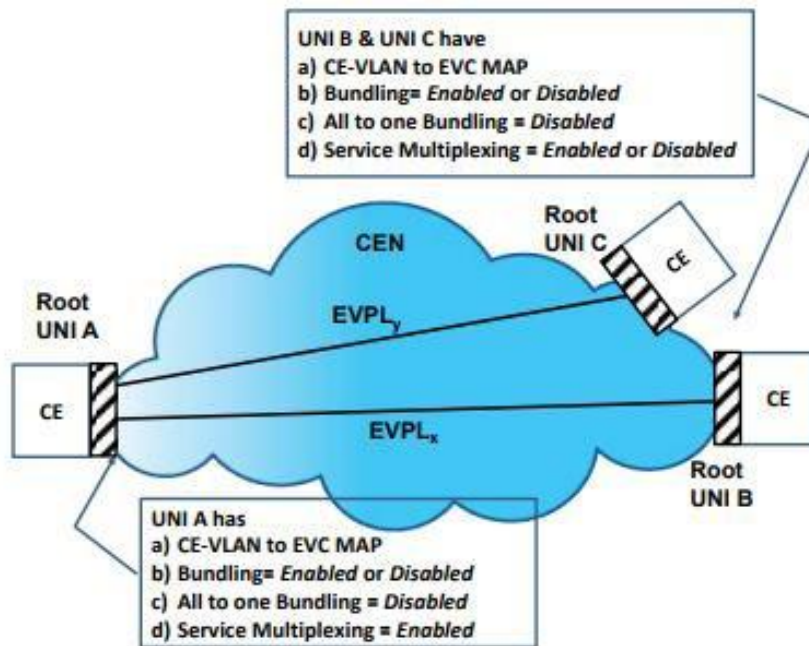 UNI B & UNI C have
a) CE-VLAN to EVC MAP
b) Bundling= Enabled or Disabled
c) All to one Bundling = Disabled
d) Service Multiplexing = Enabled or Disabled
Root
UNI C
CE
CEN
Root
UNI A
EVPLy
CE
CE
EVPLx
Root
UNI B
UNI A has
a) CE-VLAN to EVC MAP
b) Bundling= Enabled or Disabled
c) All to one Bundling = Disabled
d) Service Multiplexing = Enabled